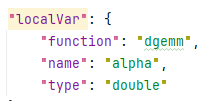 "localVar": {
"function": "dgemm",
"name": "alpha",
"type": "double"